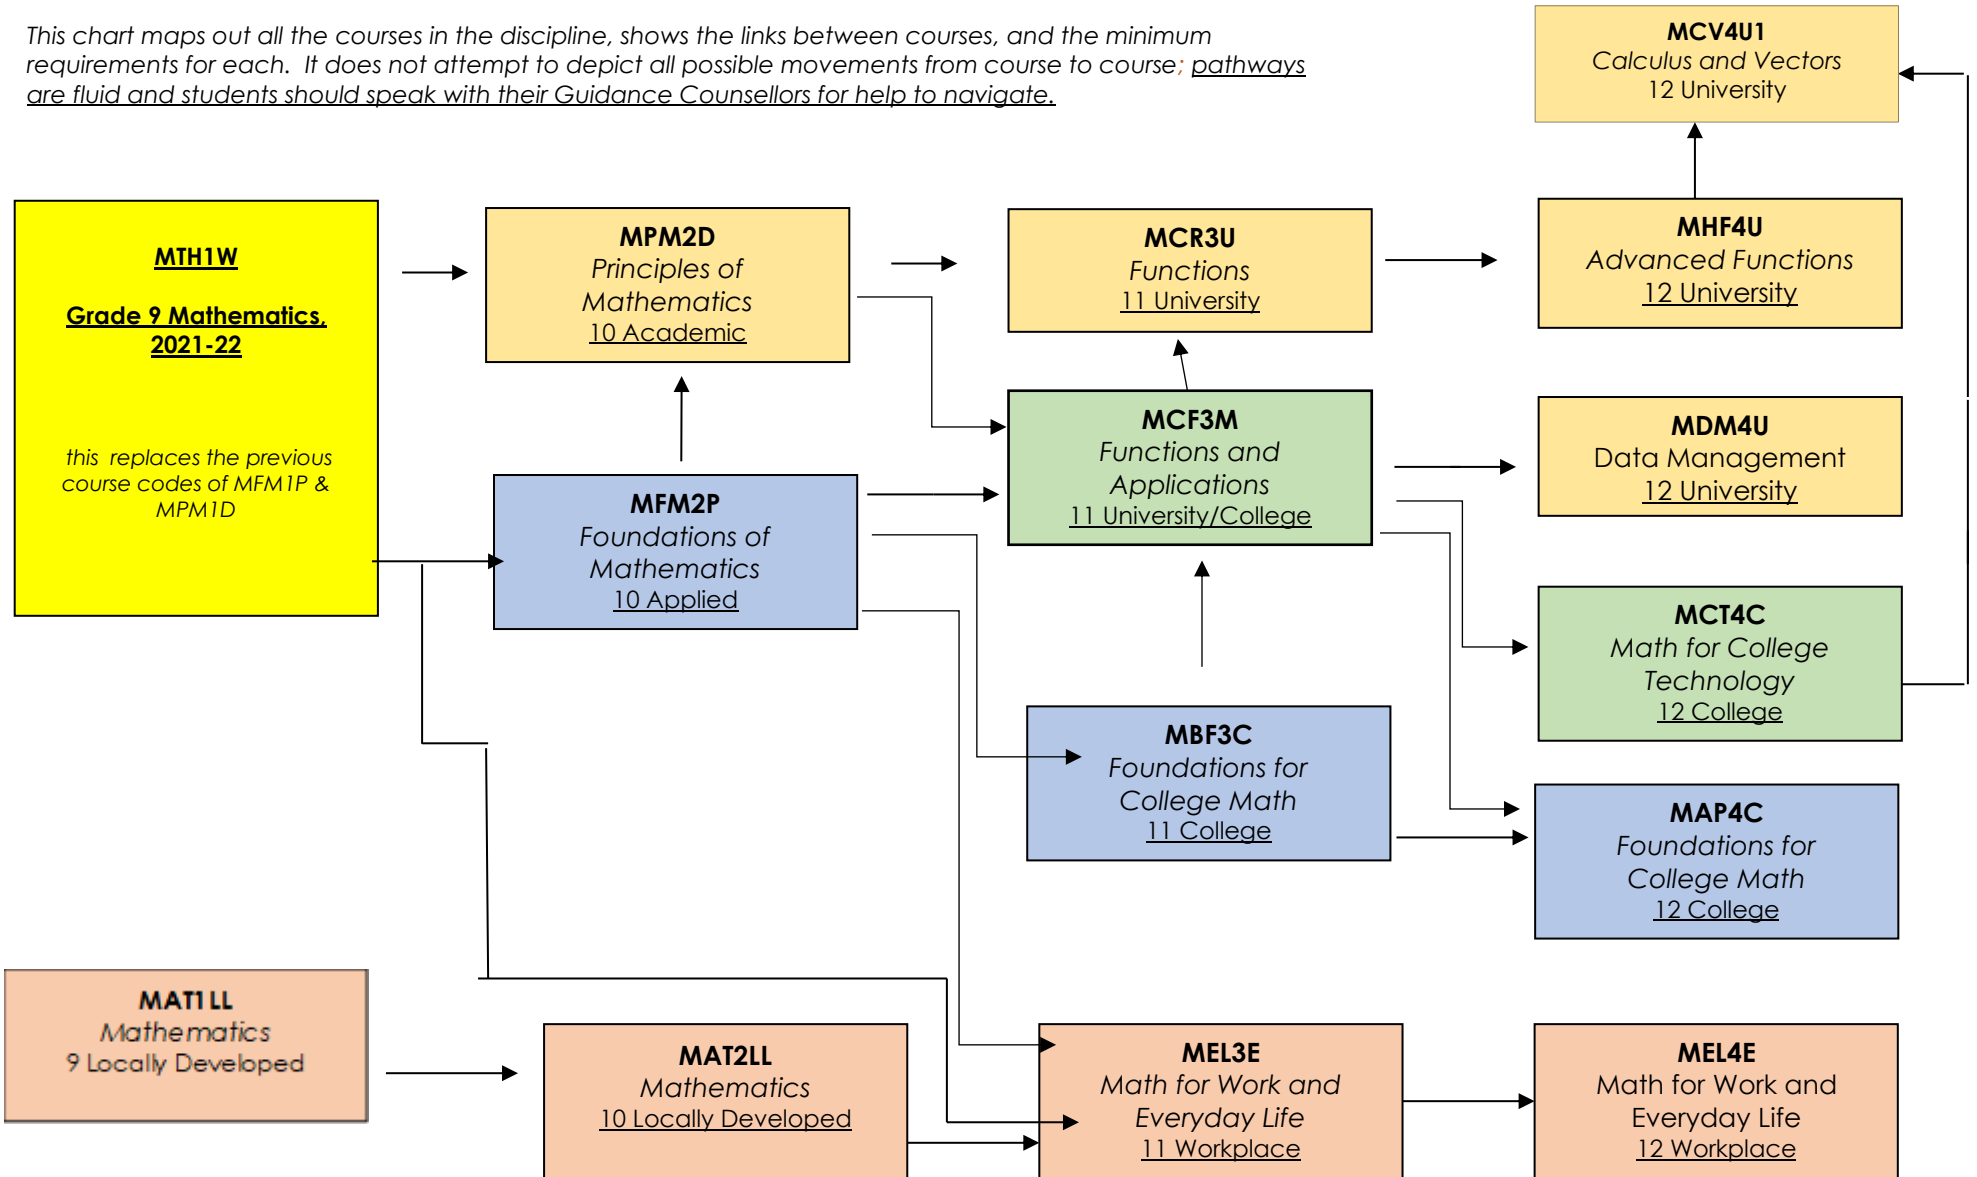 This chart maps out all the courses in the discipline, shows the links between courses, and the minimum
requirements for each.  It does not attempt to depict all possible movements from course to course; pathways
are fluid and students should speak with their Guidance Counsellors for help to navigate.
MCV4U1
Calculus and Vectors
12 University
MTH1W
Grade 9 Mathematics,
2021-22
this  replaces the previous
course codes of MFM1P &
MPM1D
MPM2D
Principles of
Mathematics
10 Academic
MCR3U
Functions
11 University
MHF4U
Advanced Functions
12 University
MFM2P
Foundations of
Mathematics
10 Applied
MCF3M
Functions and
Applications
11 University/College
MDM4U
Data Management
12 University
MCT4C
Math for College
Technology
12 College
MBF3C
Foundations for
College Math
11 College
MAP4C
Foundations for
College Math
12 College
MAT1LL
Mathematics
9 Locally Developed
MAT2LL
Mathematics
10 Locally Developed
MEL3E
Math for Work and
Everyday Life
11 Workplace
MEL4E
Math for Work and
Everyday Life
12 Workplace